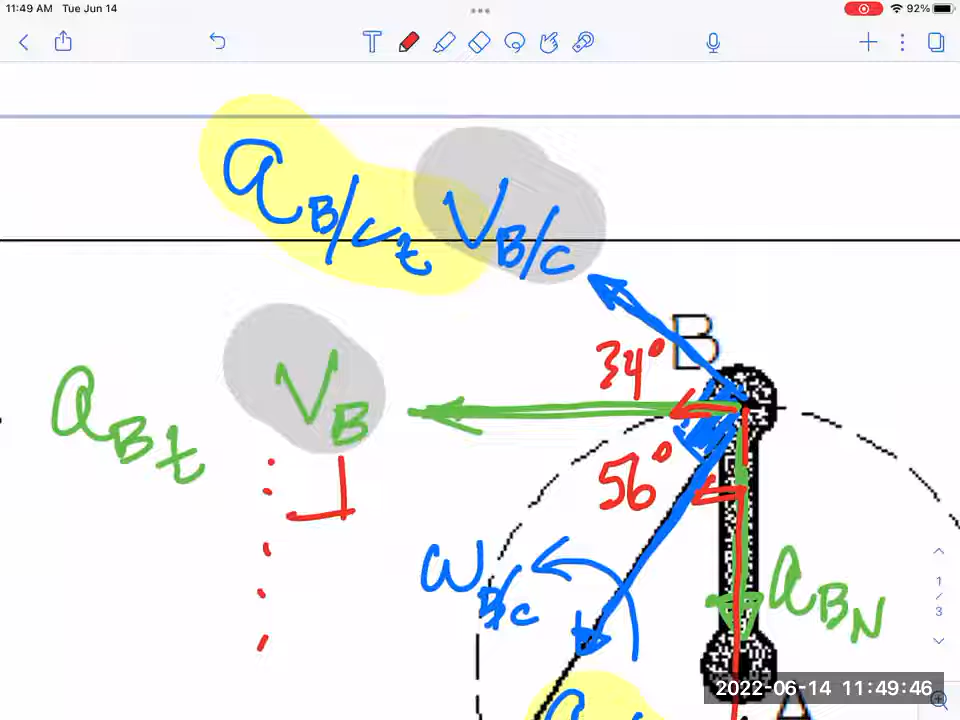 11:49 AM Tue Jun 14
92%
T
a B/C t
V B/C
B
34°
V B
a B t
56°
ω B/C
a B N
1
/
3
2022-06-14 11:49:46
A
a